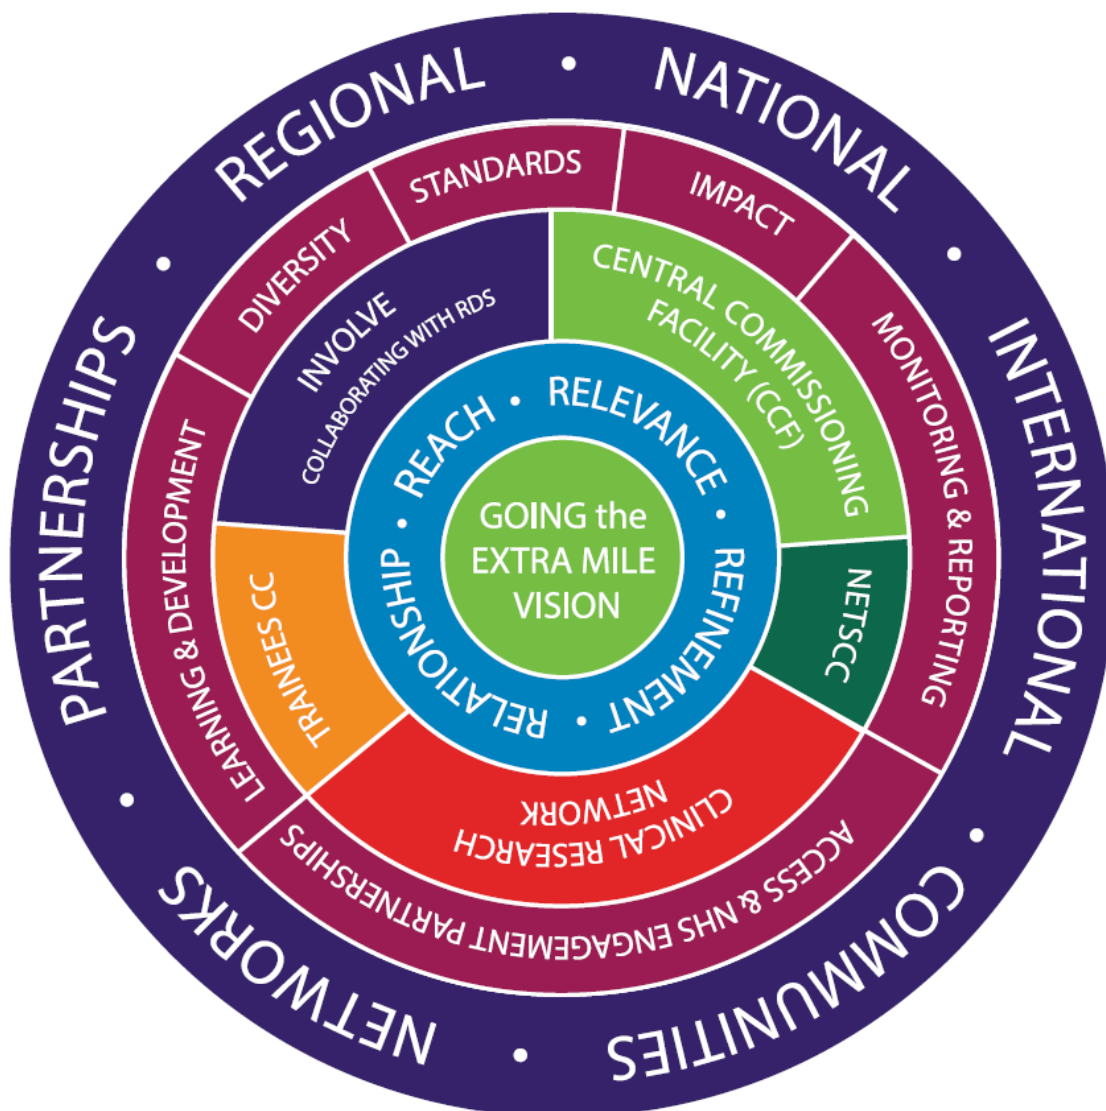 REGIONAL • NATIONAL • INTERNATIONAL • COMMUNITIES • NETWORKS • PARTNERSHIPS •
STANDARDS
IMPACT
MONITORING & REPORTING
ACCESS & NHS ENGAGEMENT PARTNERSHIPS
LEARNING & DEVELOPMENT
DIVERSITY
INVOLVE
COLLABORATING WITH RDS
CENTRAL COMMISSIONING
FACILITY (CCF)
NETSCC
CLINICAL RESEARCH
NETWORK
TRAINEES CC
REACH • RELEVANCE • REFINEMENT • RELATIONSHIP •
GOING the
EXTRA MILE
VISION